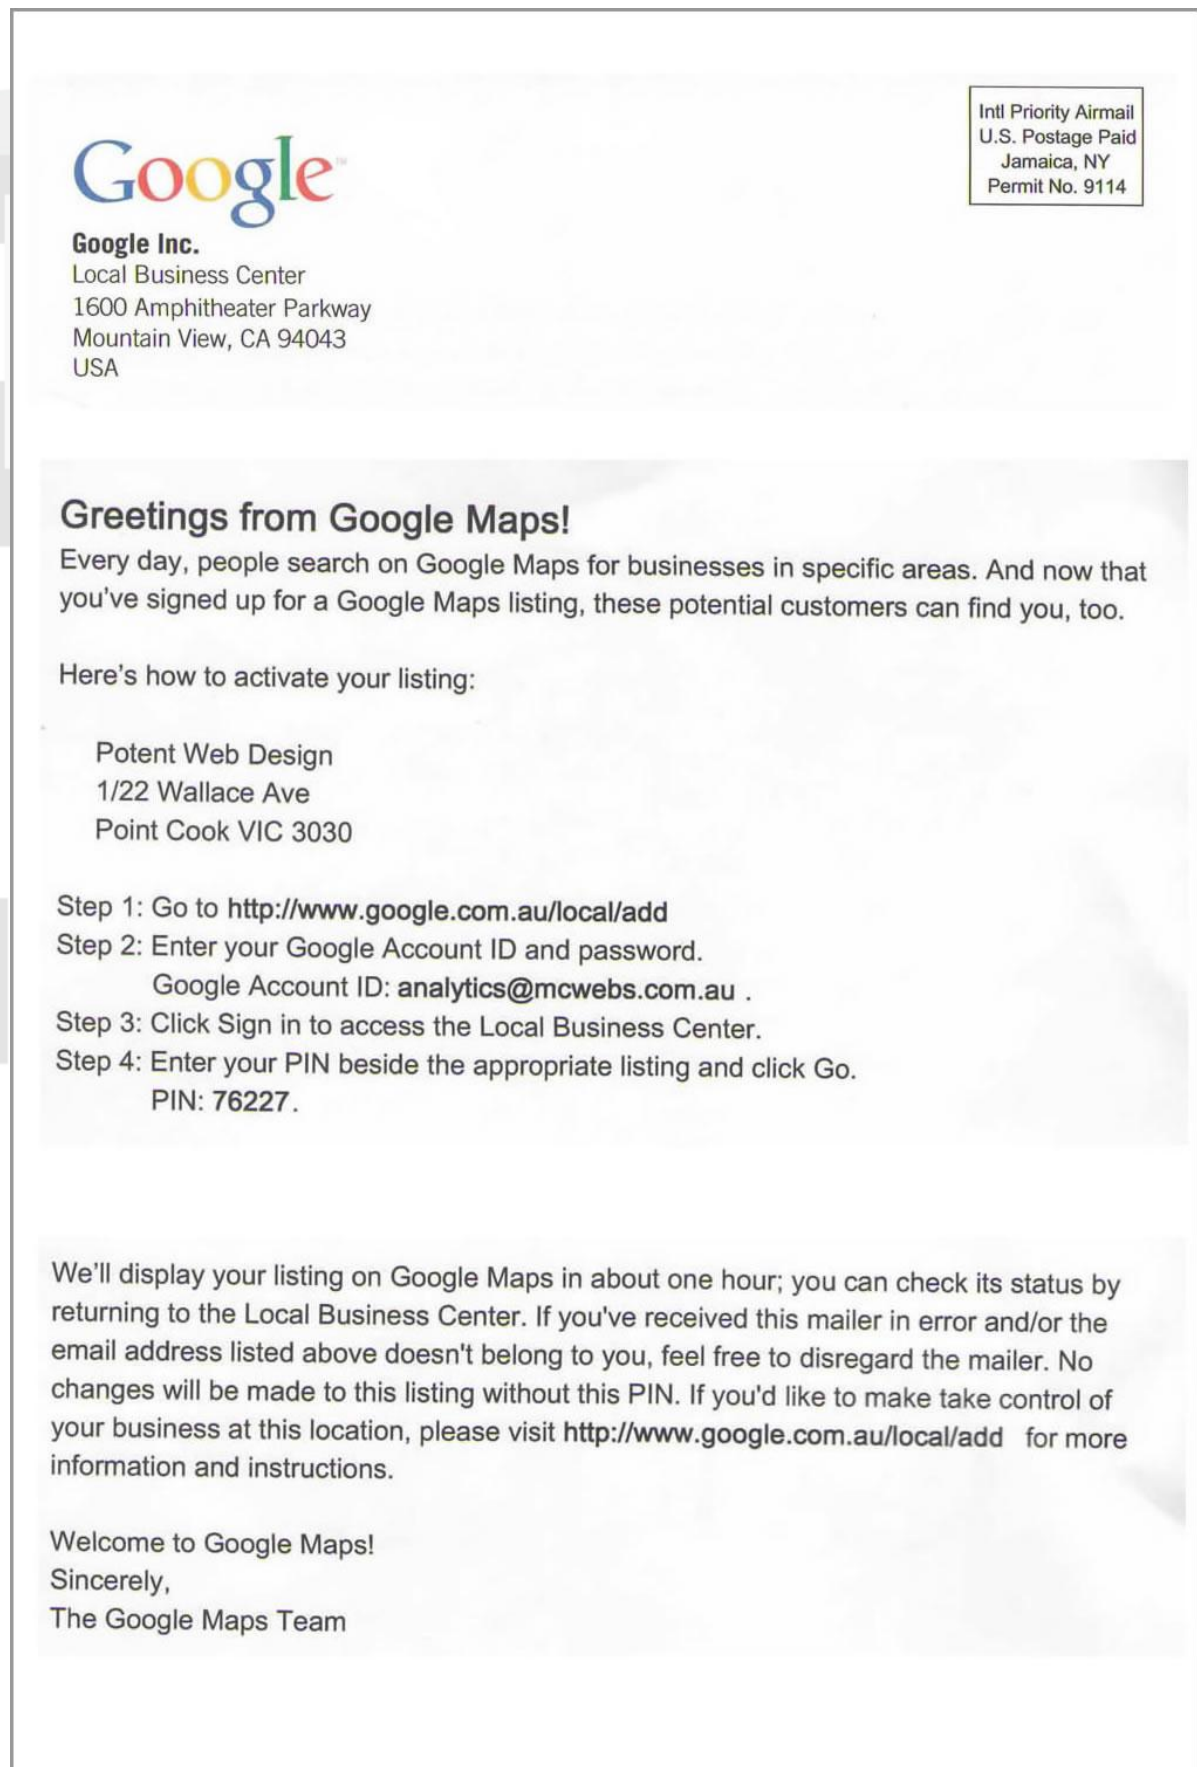 Intl Priority Airmail
U.S. Postage Paid
Jamaica, NY
Permit No. 9114
Google™
Google Inc.
Local Business Center
1600 Amphitheater Parkway
Mountain View, CA 94043
USA
Greetings from Google Maps!
Every day, people search on Google Maps for businesses in specific areas. And now that
you've signed up for a Google Maps listing, these potential customers can find you, too.
Here's how to activate your listing:
Potent Web Design
1/22 Wallace Ave
Point Cook VIC 3030
Step 1: Go to http://www.google.com.au/local/add
Step 2: Enter your Google Account ID and password.
Google Account ID: analytics@mcwebs.com.au .
Step 3: Click Sign in to access the Local Business Center.
Step 4: Enter your PIN beside the appropriate listing and click Go.
PIN: 76227.
We'll display your listing on Google Maps in about one hour; you can check its status by
returning to the Local Business Center. If you've received this mailer in error and/or the
email address listed above doesn't belong to you, feel free to disregard the mailer. No
changes will be made to this listing without this PIN. If you'd like to make take control of
your business at this location, please visit http://www.google.com.au/local/add for more
information and instructions.
Welcome to Google Maps!
Sincerely,
The Google Maps Team